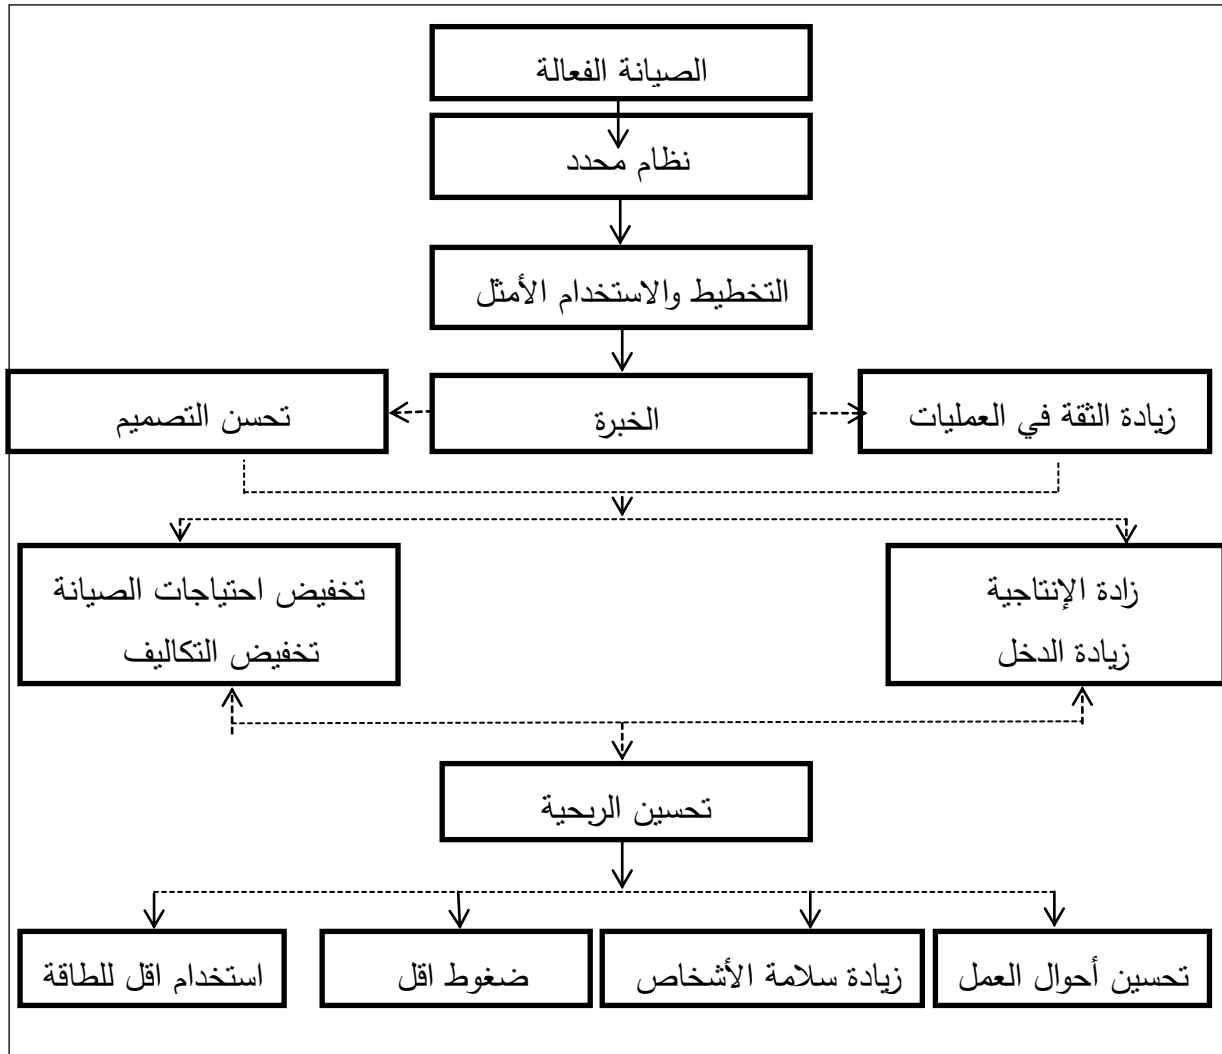 الصيانة الفعالة
نظام محدد
التخطيط والاستخدام الأمثل
زيادة الثقة في العمليات
الخبرة
تحسن التصميم
زادة الإنتاجية
زيادة الدخل
تخفيض احتياجات الصيانة
تخفيض التكاليف
تحسين الربحية
تحسين أحوال العمل
زيادة سلامة الأشخاص
ضغوط اقل
استخدام اقل للطاقة